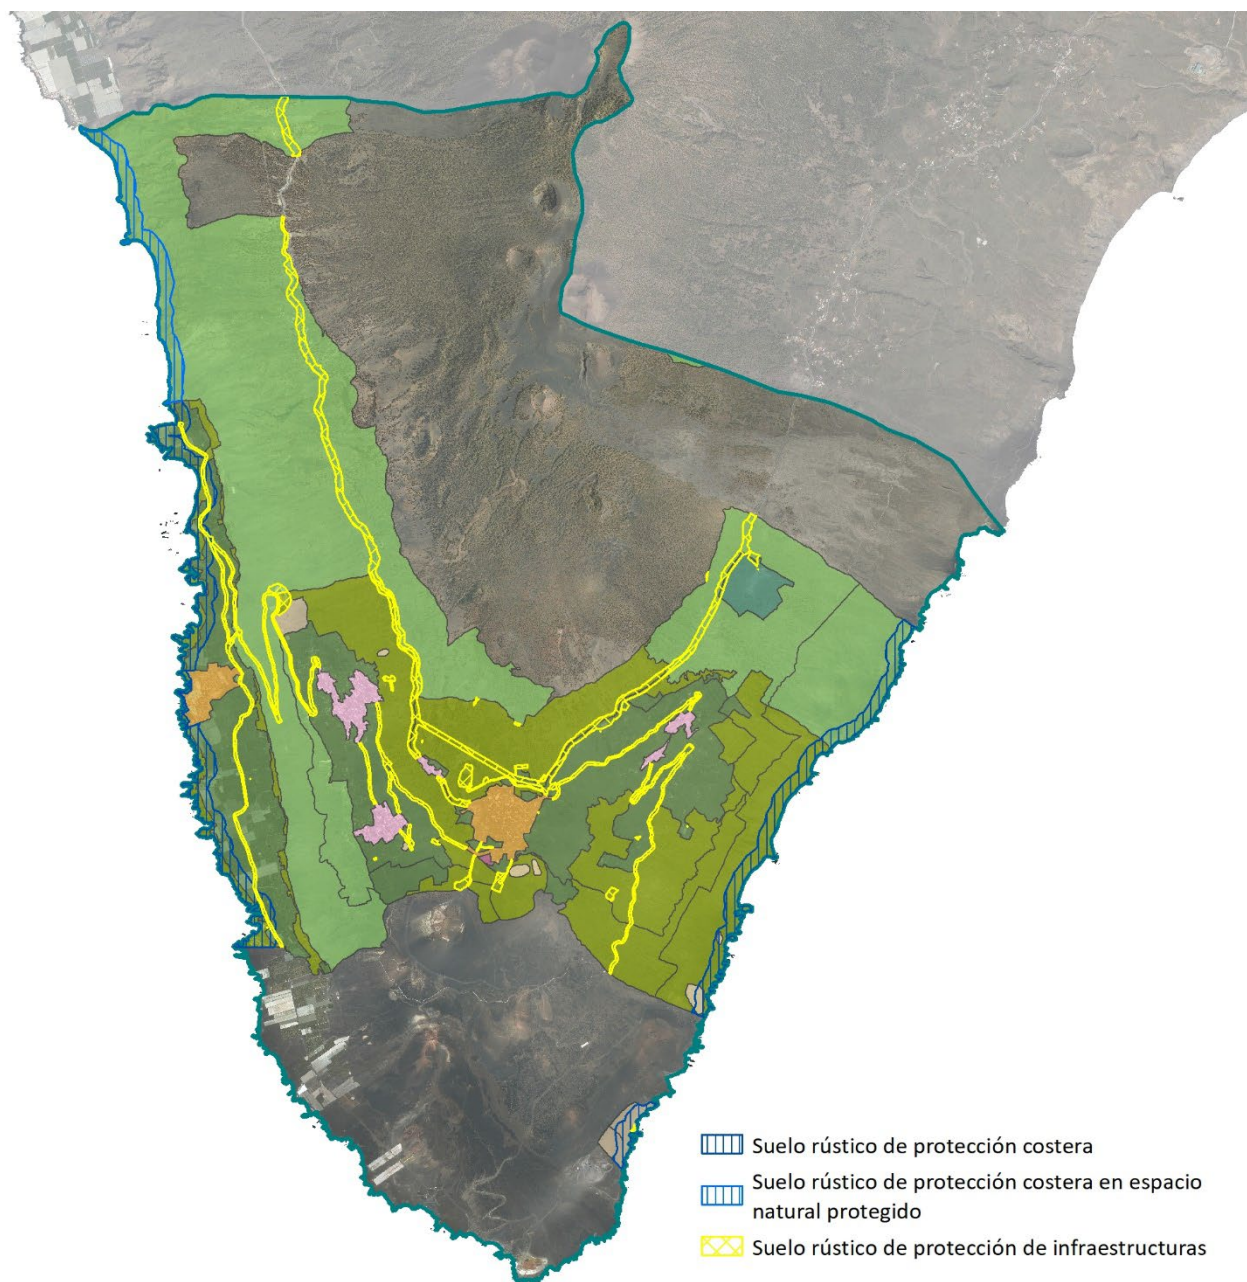 Suelo rústico de protección costera
Suelo rústico de protección costera en espacio
natural protegido
Suelo rústico de protección de infraestructuras